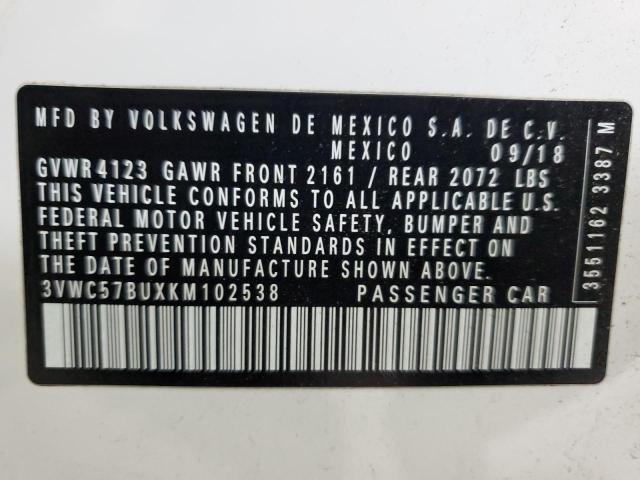 MFD BY VOLKSWAGEN DE MEXICO S.A. DE C.V.
MEXICO 09/18
GVWR 4123 GAWR FRONT 2161 / REAR 2072 LBS
THIS VEHICLE CONFORMS TO ALL APPLICABLE U.S.
FEDERAL MOTOR VEHICLE SAFETY, BUMPER AND
THEFT PREVENTION STANDARDS IN EFFECT ON
THE DATE OF MANUFACTURE SHOWN ABOVE.
3VWC57BUXKM102538 PASSENGER CAR
3551162 3387 M